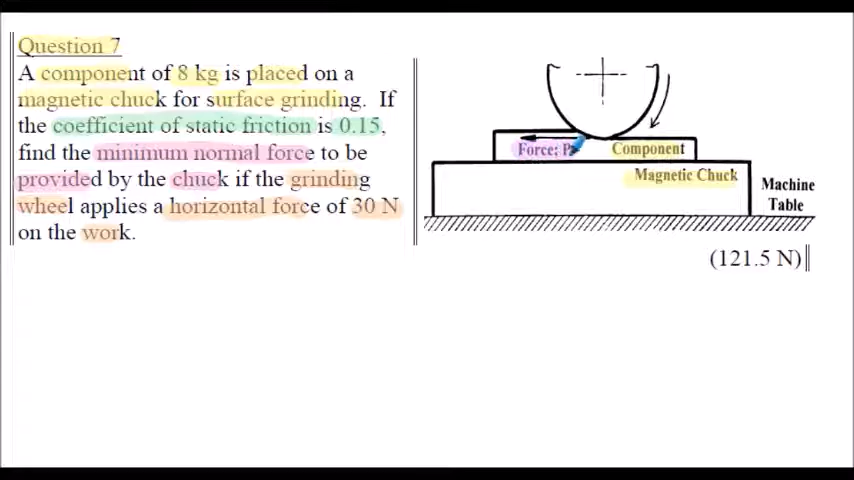 Question 7
A component of 8 kg is placed on a
magnetic chuck for surface grinding. If
the coefficient of static friction is 0.15,
find the minimum normal force to be
provided by the chuck if the grinding
wheel applies a horizontal force of 30 N
on the work.
Force; P
Component
Magnetic Chuck
Machine
Table
(121.5 N)